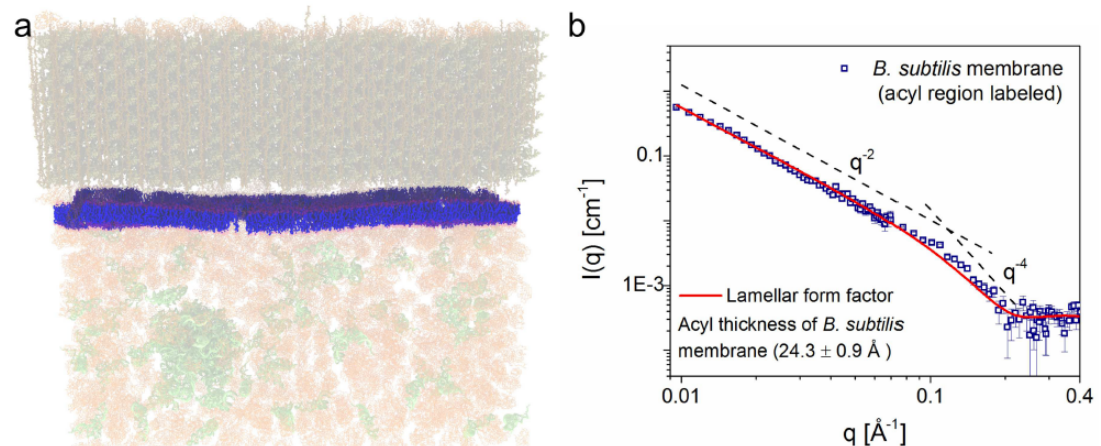 a
b
B. subtilis membrane
(acyl region labeled)
q⁻²
q⁻⁴
I(q) [cm⁻¹]
0.1
1E-3
Lamellar form factor
Acyl thickness of B. subtilis
membrane (24.3 ± 0.9 Å )
0.01
0.1
0.4
q [Å⁻¹]